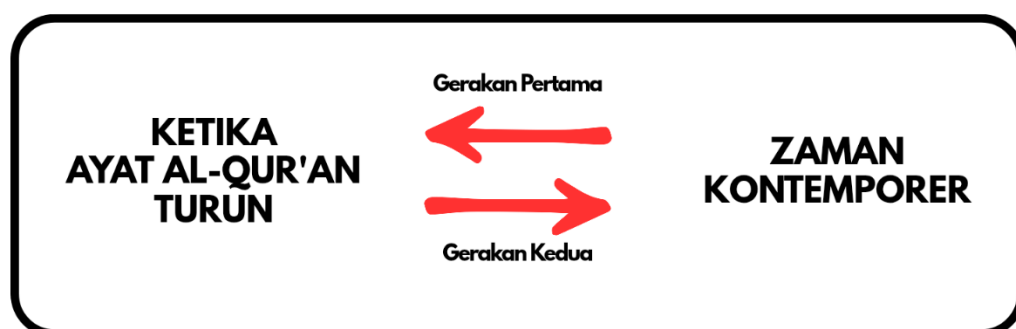 Gerakan Pertama
KETIKA
AYAT AL-QUR'AN
TURUN
ZAMAN
KONTEMPORER
Gerakan Kedua